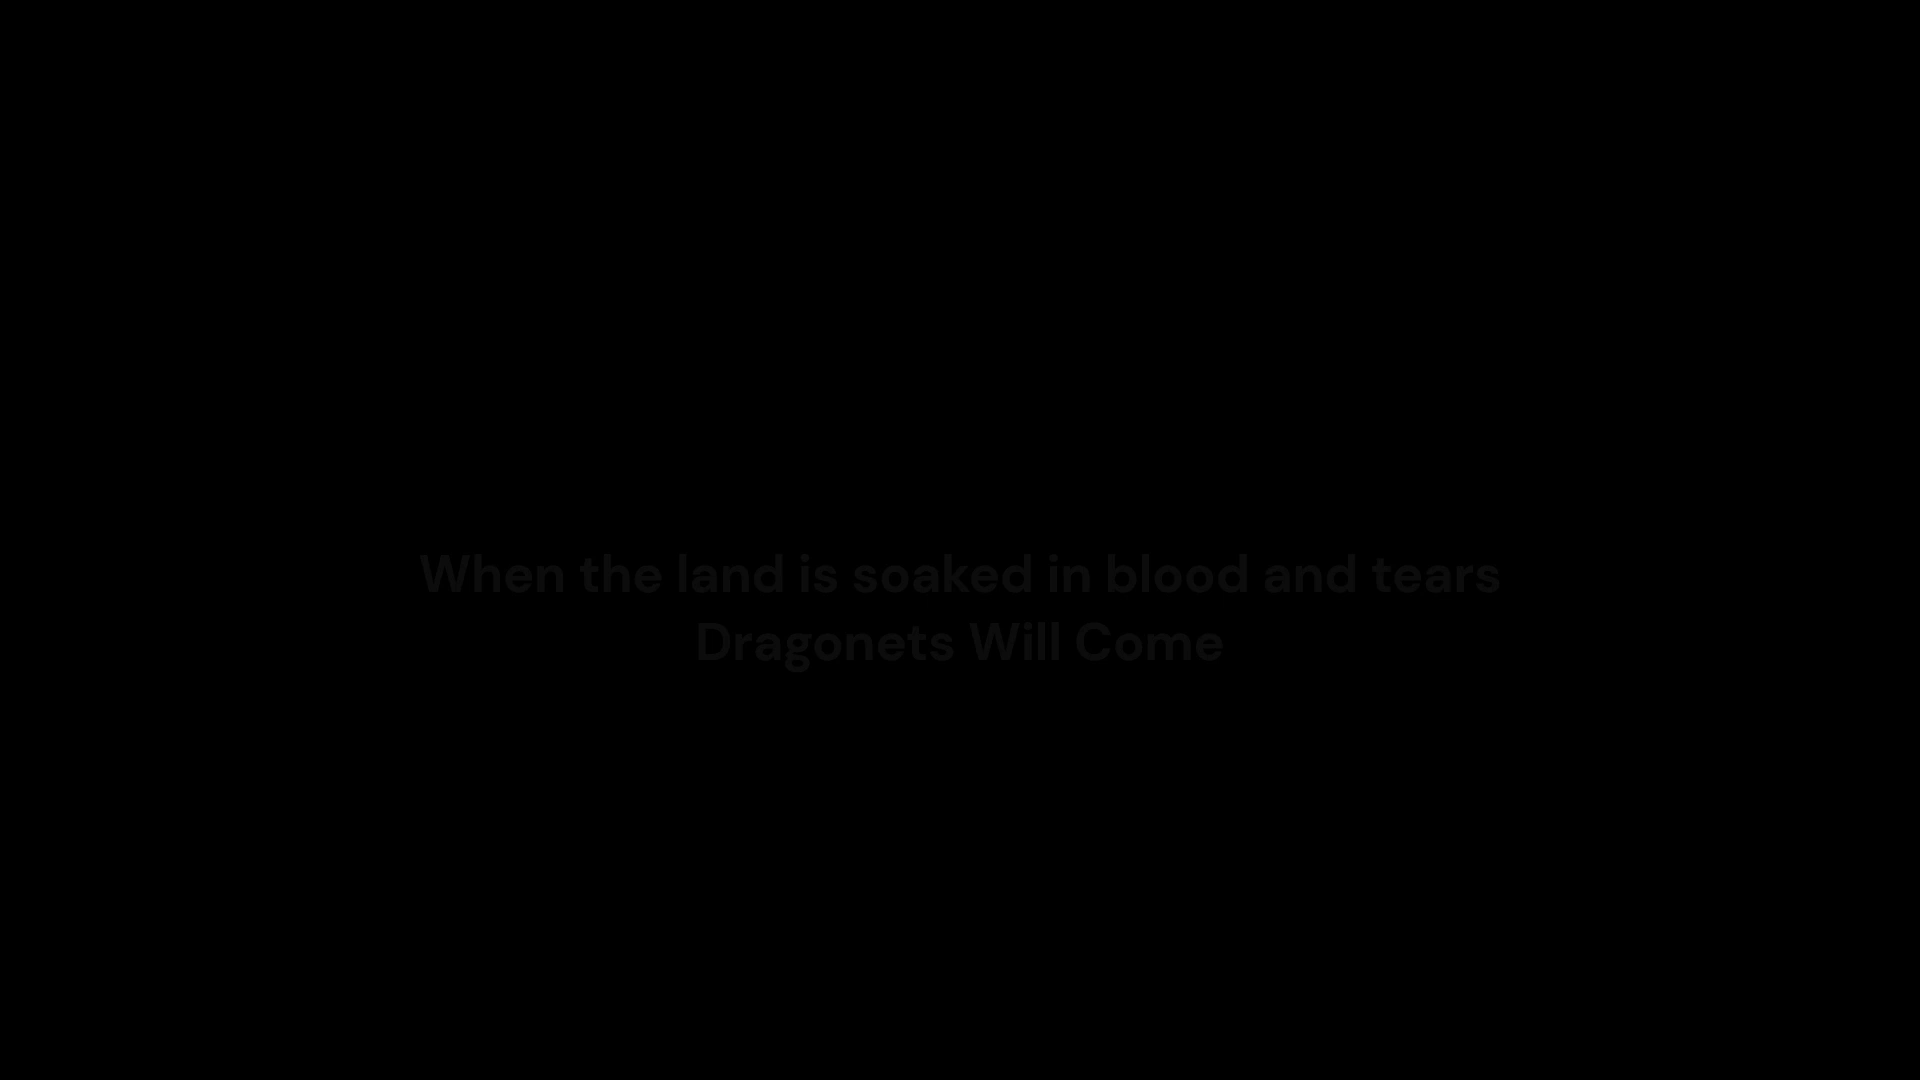 When the land is soaked in blood and tears
Dragonets Will Come